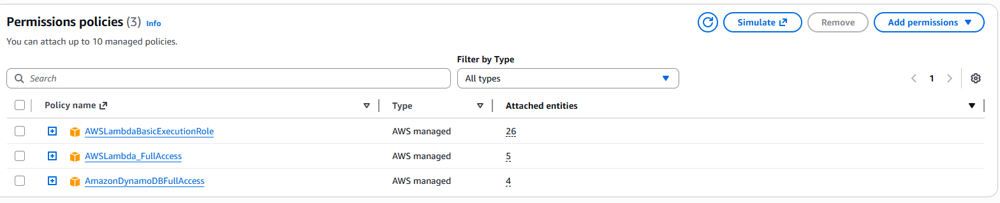 Permissions policies (3) Info
Simulate Remove Add permissions
You can attach up to 10 managed policies.
Filter by Type
Search All types 1
Policy name Type Attached entities
AWSLambdaBasicExecutionRole AWS managed 26
AWSLambda_FullAccess AWS managed 5
AmazonDynamoDBFullAccess AWS managed 4